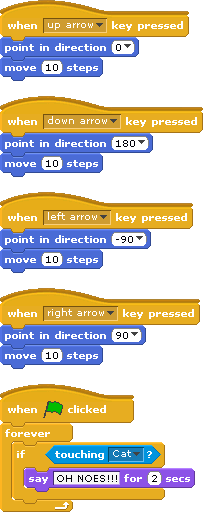 when up arrow key pressed
point in direction 0
move 10 steps
when down arrow key pressed
point in direction 180
move 10 steps
when left arrow key pressed
point in direction -90
move 10 steps
when right arrow key pressed
point in direction 90
move 10 steps
when clicked
forever
if touching Cat ?
say OH NOES!!! for 2 secs